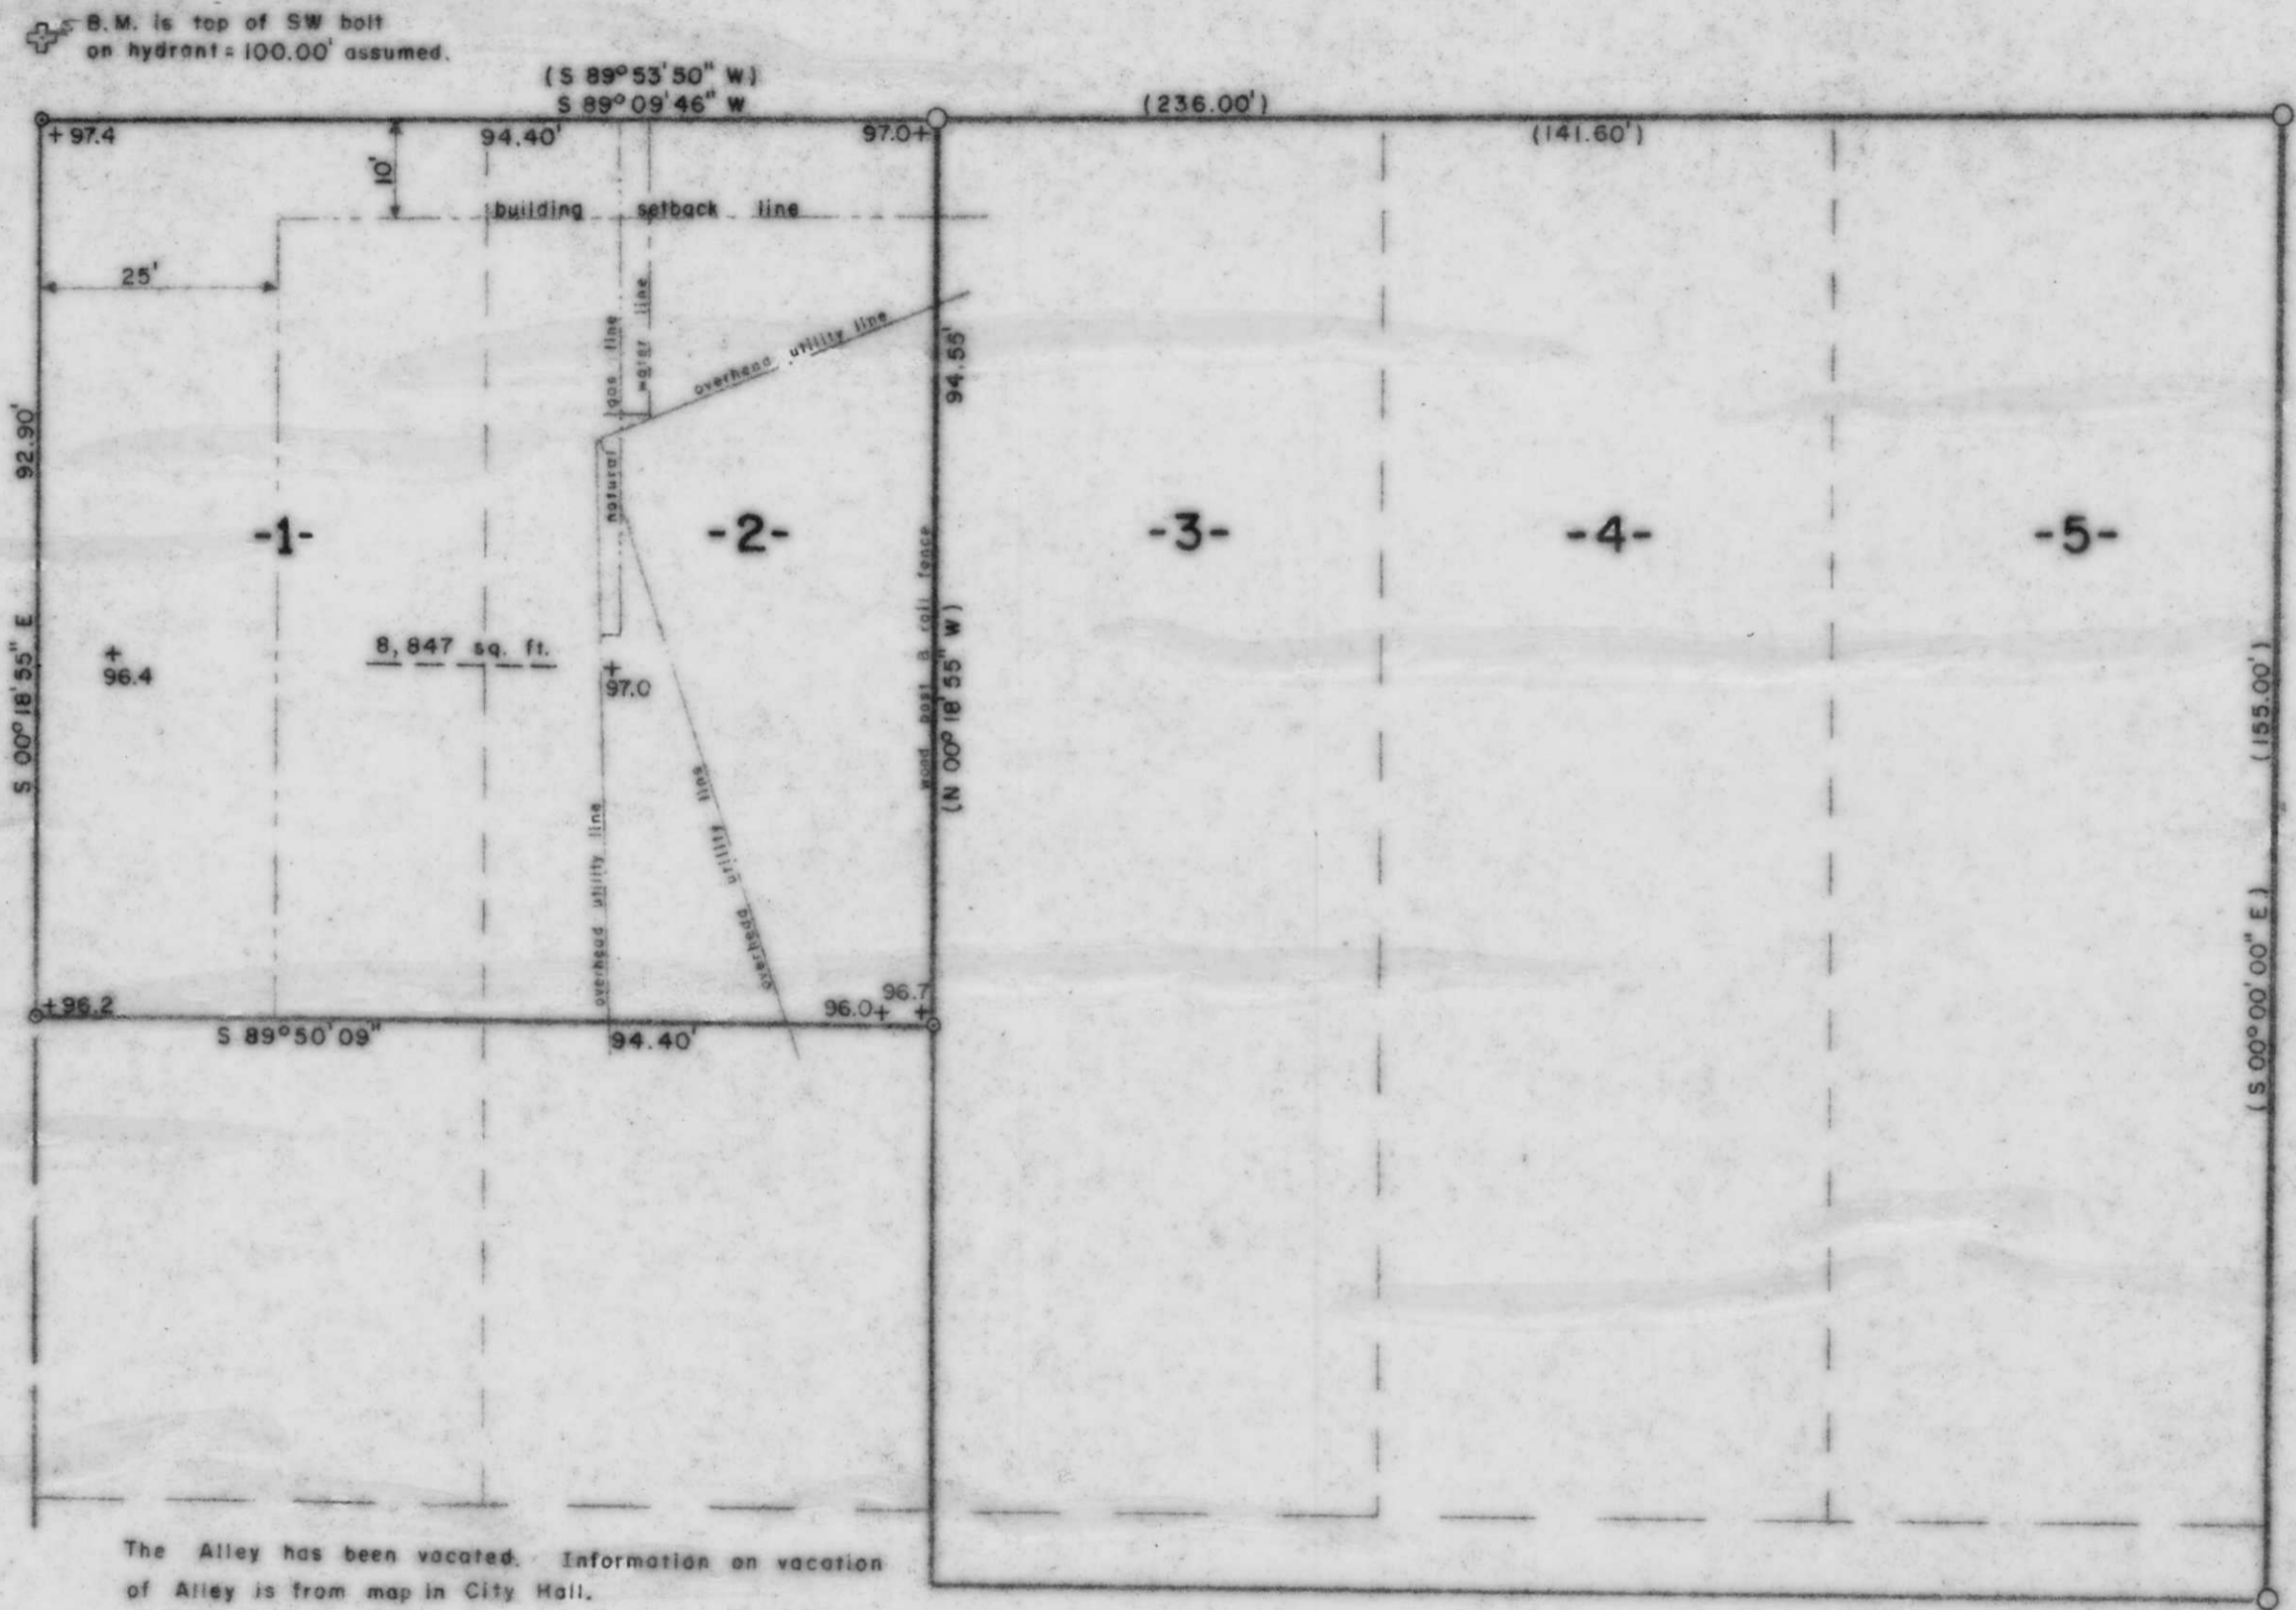 B.M. is top of SW bolt
on hydrant = 100.00' assumed.
(S 89° 53' 50" W)
S 89° 09' 46" W
(236.00')
+ 97.4
94.40'
97.0+
(141.60')
10'
building setback line
25'
gas line
water line
overhead utility line
94.55'
92.90'
natural
-1-
-2-
-3-
-4-
-5-
wood post & rail fence
S 00° 18' 55" E
(N 00° 18' 55" W)
8,847 sq. ft.
+
96.4
+
97.0
(155.00')
overhead utility line
overhead utility line
(S 00° 00' 00" E)
+96.2
96.7
96.0+ +
S 89° 50' 09"
94.40'
The Alley has been vacated. Information on vacation
of Alley is from map in City Hall.